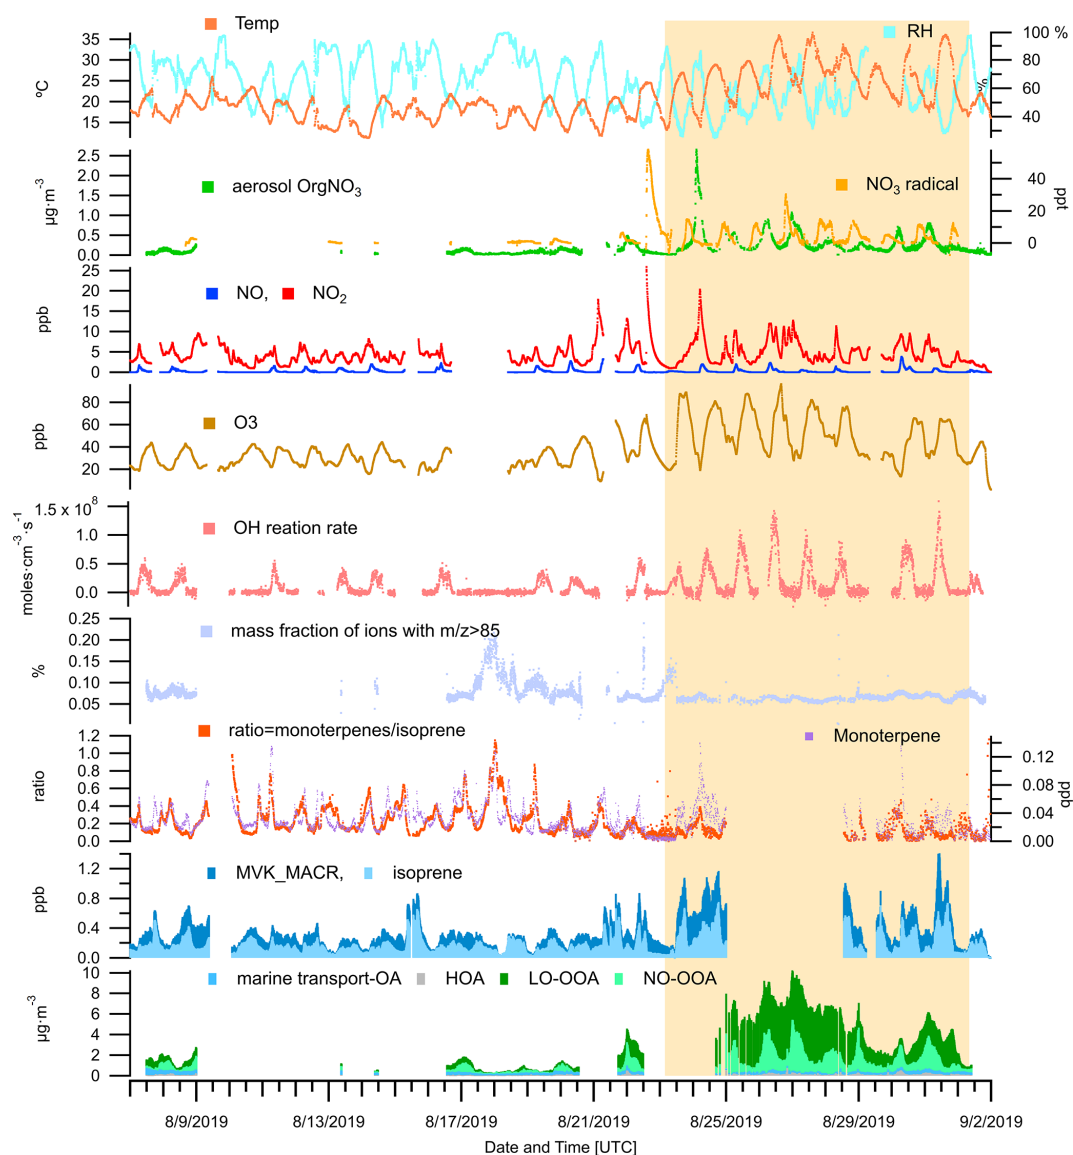 Temp
RH
35
30
25
20
15
ºC
100 %
80
60
40
%
aerosol OrgNO3
NO3 radical
2.5
2.0
1.5
1.0
0.5
0.0
µg·m-3
40
20
0
ppt
NO, NO2
25
20
15
10
5
0
ppb
O3
80
60
40
20
ppb
OH reation rate
1.5 x 10^8
1.0
0.5
0.0
moles·cm-3·s-1
mass fraction of ions with m/z>85
0.25
0.20
0.15
0.10
0.05
%
ratio=monoterpenes/isoprene
Monoterpene
1.2
1.0
0.8
0.6
0.4
0.2
0.0
ratio
0.12
0.08
0.04
0.00
ppb
MVK_MACR, isoprene
1.2
0.8
0.4
0.0
ppb
marine transport-OA HOA LO-OOA NO-OOA
10
8
6
4
2
0
µg·m-3
8/9/2019 8/13/2019 8/17/2019 8/21/2019 8/25/2019 8/29/2019 9/2/2019
Date and Time [UTC]